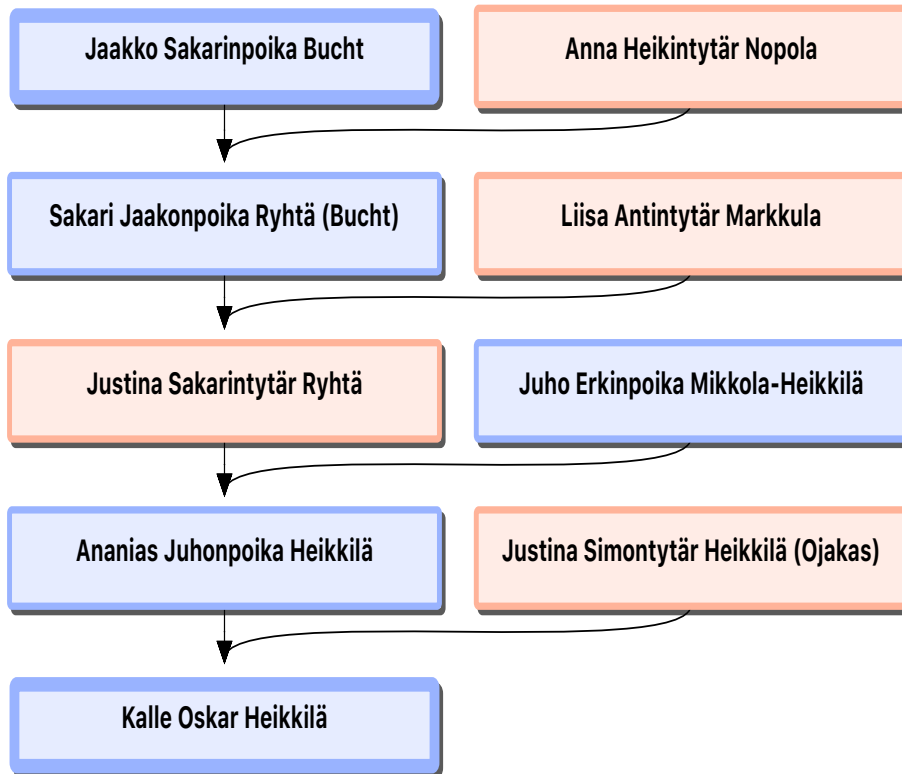 Jaakko Sakarinpoika Bucht
Anna Heikintytär Nopola
Sakari Jaakonpoika Ryhtä (Bucht)
Liisa Antintytär Markkula
Justina Sakarintytär Ryhtä
Juho Erkinpoika Mikkola-Heikkilä
Ananias Juhonpoika Heikkilä
Justina Simontytär Heikkilä (Ojakas)
Kalle Oskar Heikkilä